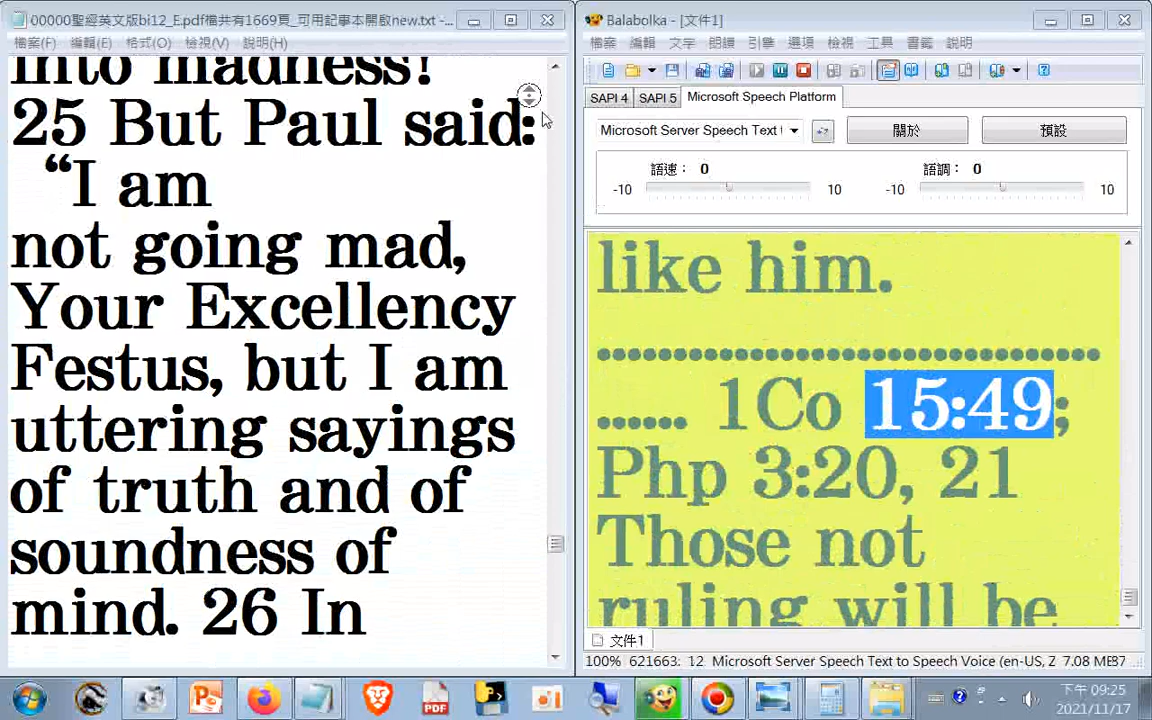 00000聖經英文版bi12_E.pdf檔共有1669頁_可用記事本開啟new.txt -...
檔案(F) 編輯(E) 格式(O) 檢視(V) 說明(H)
into madness!
25 But Paul said:
“I am
not going mad,
Your Excellency
Festus, but I am
uttering sayings
of truth and of
soundness of
mind. 26 In
Balabolka - [文件1]
檔案 編輯 文字 朗讀 引擎 選項 檢視 工具 書籤 說明
SAPI 4 SAPI 5 Microsoft Speech Platform
Microsoft Server Speech Text 關於 預設
語速： 0 語調： 0
-10 10 -10 10
like him.
......................................
...... 1Co 15:49;
Php 3:20, 21
Those not
ruling will be
文件1
100% 621663: 12 Microsoft Server Speech Text to Speech Voice (en-US, Z 7.08 ME87...
PDF
下午 09:25
2021/11/17